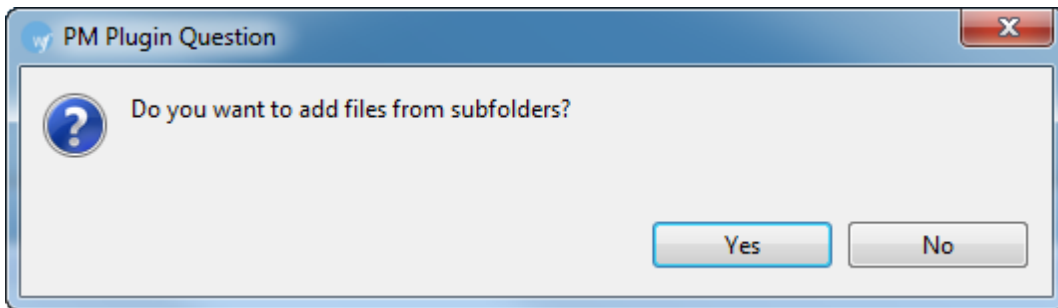 PM Plugin Question
Do you want to add files from subfolders?
Yes No